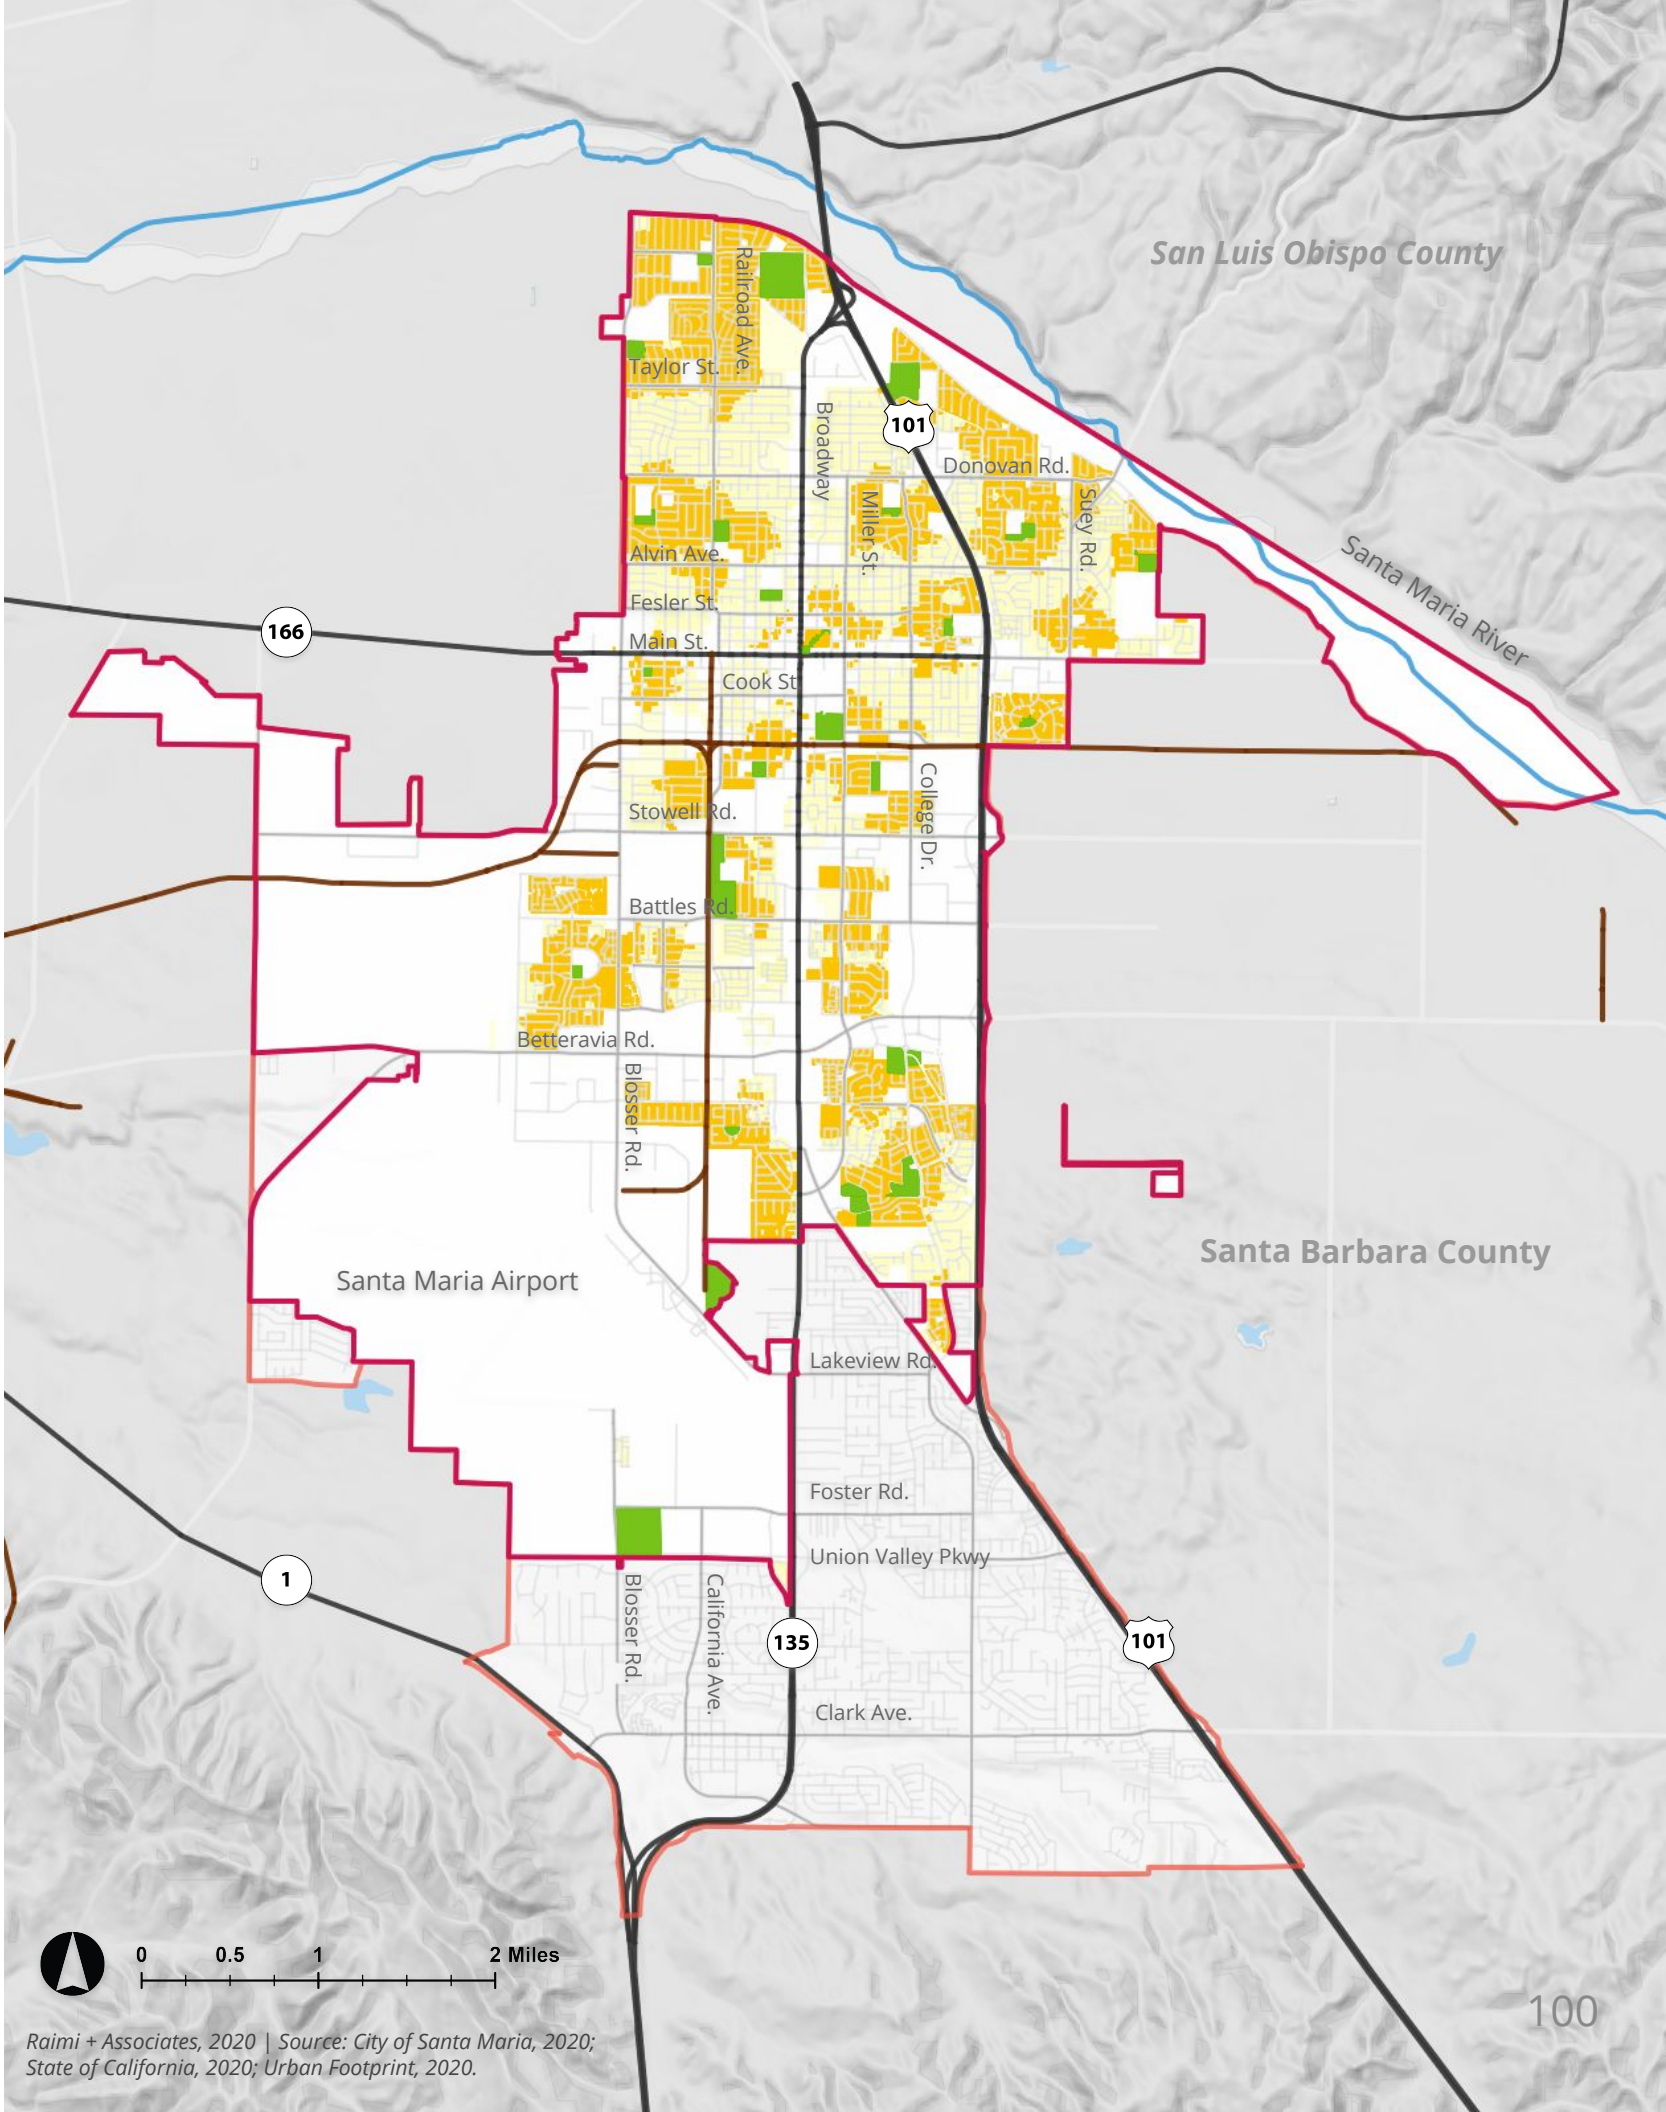 San Luis Obispo County
Railroad Ave.
Taylor St.
101
Broadway
Donovan Rd.
Miller St.
Suey Rd.
Alvin Ave.
Santa Maria River
Fesler St.
166
Main St.
Cook St
College Dr.
Stowell Rd.
Battles Rd.
Betteravia Rd.
Blosser Rd.
Santa Barbara County
Santa Maria Airport
Lakeview Rd.
Foster Rd.
Union Valley Pkwy
1
Blosser Rd.
California Ave.
135
101
Clark Ave.
0 0.5 1 2 Miles
100
Raimi + Associates, 2020 | Source: City of Santa Maria, 2020;
State of California, 2020; Urban Footprint, 2020.